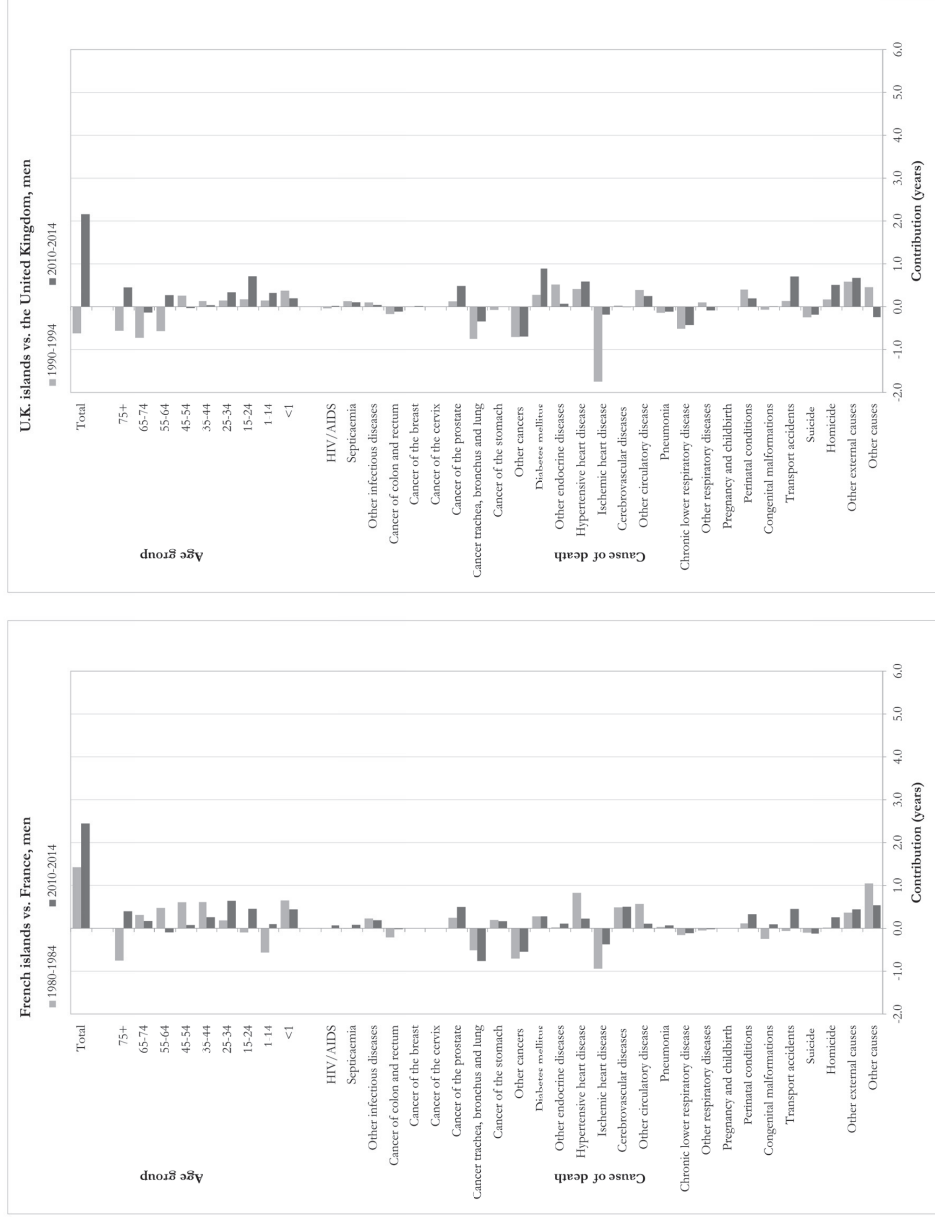 French islands vs. France, men
1980-1984
2010-2014
Age group
Total
75+
65-74
55-64
45-54
35-44
25-34
15-24
1-14
<1
Cause of death
HIV/AIDS
Septicaemia
Other infectious diseases
Cancer of colon and rectum
Cancer of the breast
Cancer of the cervix
Cancer of the prostate
Cancer trachea, bronchus and lung
Cancer of the stomach
Other cancers
Diabetes mellitus
Other endocrine diseases
Hypertensive heart disease
Ischemic heart disease
Cerebrovascular diseases
Other circulatory disease
Pneumonia
Chronic lower respiratory disease
Other respiratory diseases
Pregnancy and childbirth
Perinatal conditions
Congenital malformations
Transport accidents
Suicide
Homicide
Other external causes
Other causes
-2.0 -1.0 0.0 1.0 2.0 3.0 4.0 5.0 6.0
Contribution (years)
U.K. islands vs. the United Kingdom, men
1990-1994
2010-2014
Age group
Total
75+
65-74
55-64
45-54
35-44
25-34
15-24
1-14
<1
Cause of death
HIV/AIDS
Septicaemia
Other infectious diseases
Cancer of colon and rectum
Cancer of the breast
Cancer of the cervix
Cancer of the prostate
Cancer trachea, bronchus and lung
Cancer of the stomach
Other cancers
Diabetes mellitus
Other endocrine diseases
Hypertensive heart disease
Ischemic heart disease
Cerebrovascular diseases
Other circulatory disease
Pneumonia
Chronic lower respiratory disease
Other respiratory diseases
Pregnancy and childbirth
Perinatal conditions
Congenital malformations
Transport accidents
Suicide
Homicide
Other external causes
Other causes
-2.0 -1.0 0.0 1.0 2.0 3.0 4.0 5.0 6.0
Contribution (years)